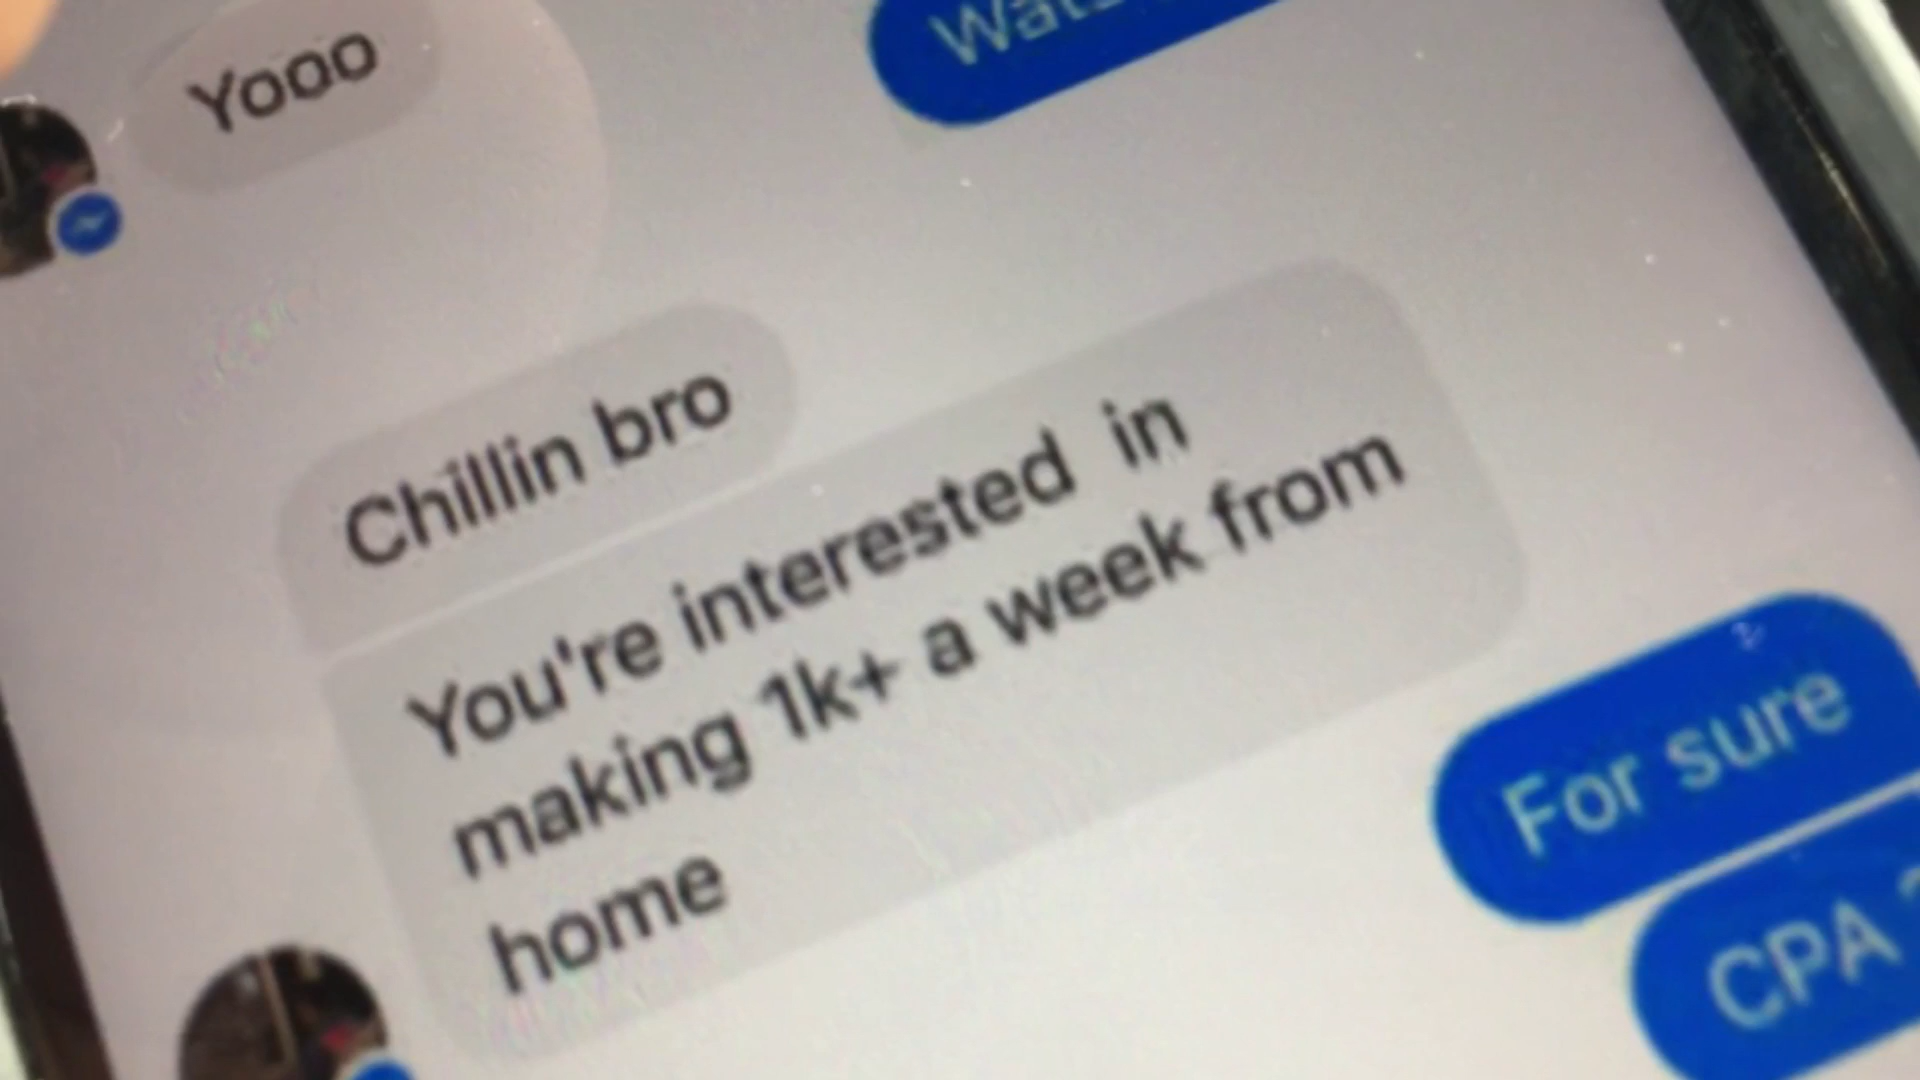 Yooo
Chillin bro
You're interested in
making 1k+ a week from
home
For sure
CPA